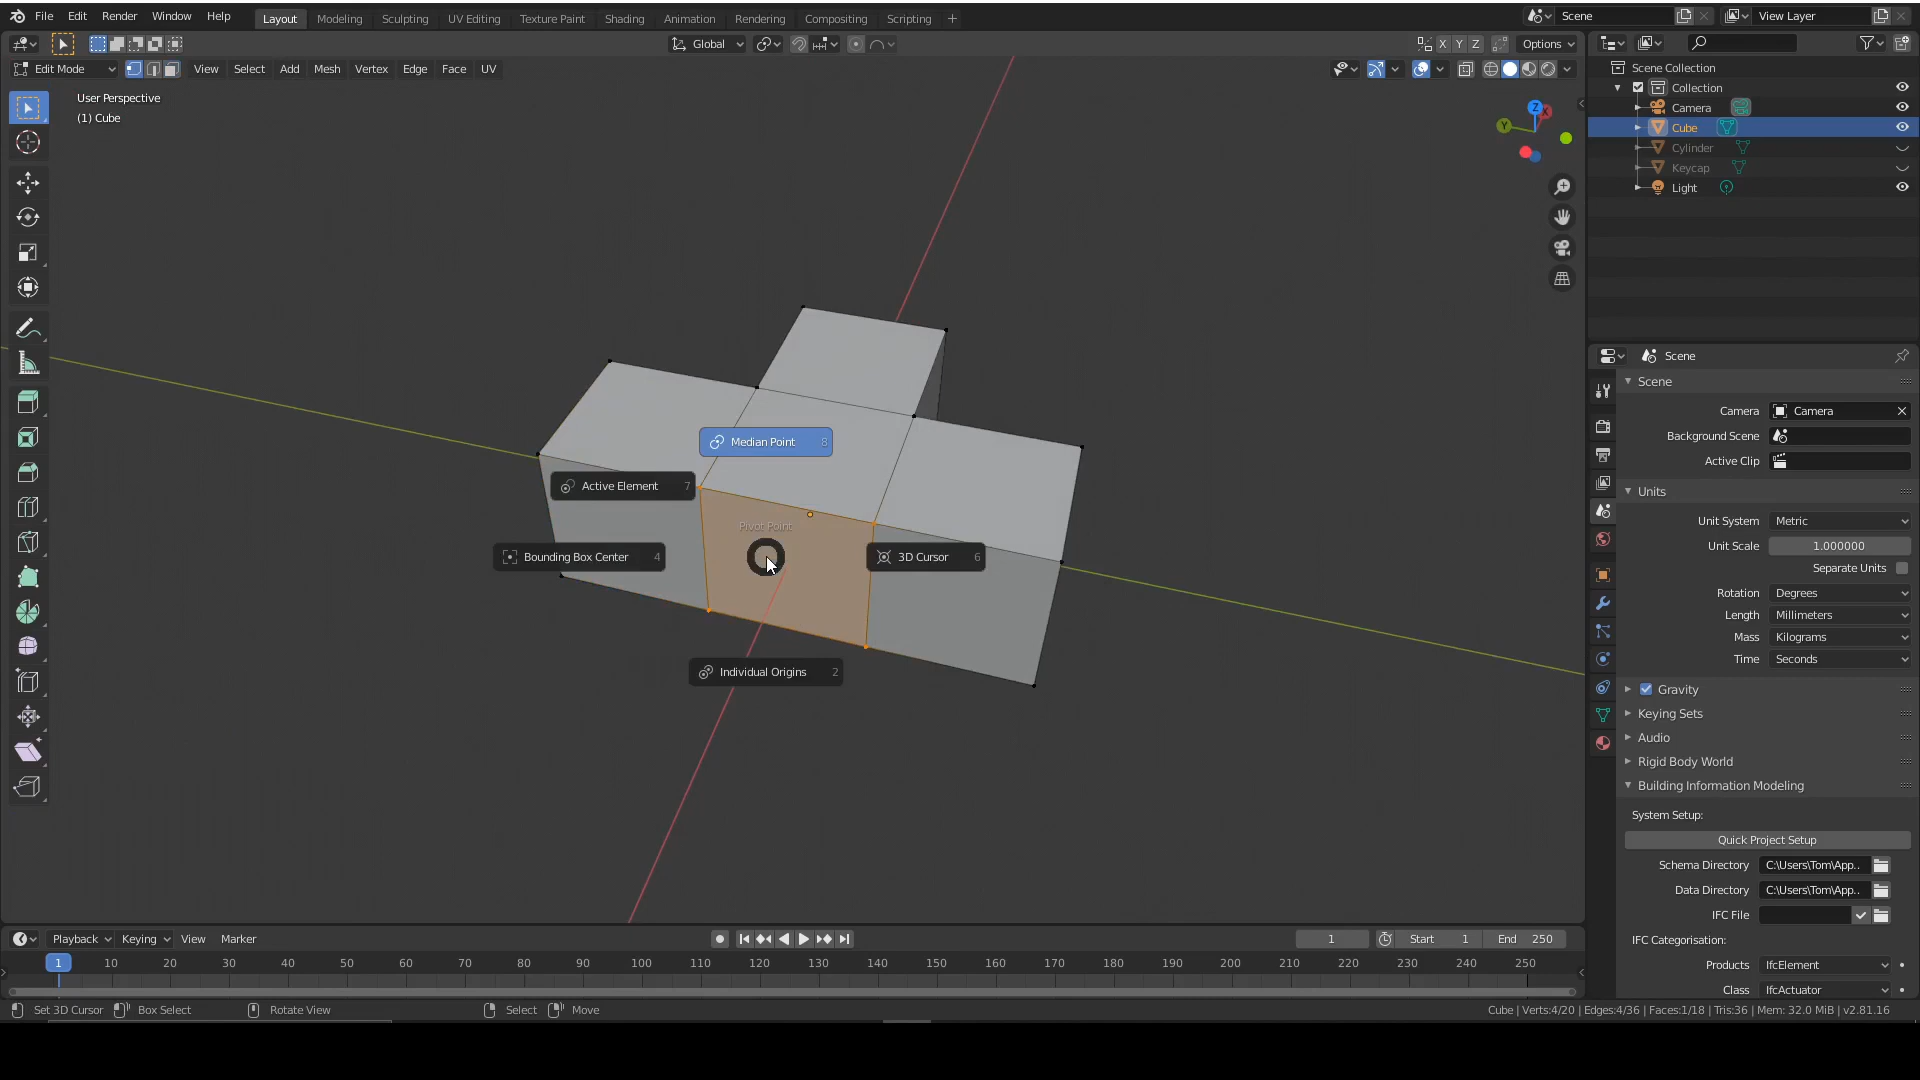 File Edit Render Window Help Layout Modeling Sculpting UV Editing Texture Paint Shading Animation Rendering Compositing Scripting + Scene View Layer
Global X Y Z Options
Edit Mode View Select Add Mesh Vertex Edge Face UV
User Perspective
(1) Cube
Z
X
Y
Scene Collection
Collection
Camera
Cube
Cylinder
Keycap
Light
Median Point 8
Active Element 7
Pivot Point
Bounding Box Center 4
3D Cursor 6
Individual Origins 2
Scene
Scene
Camera Camera
Background Scene
Active Clip
Units
Unit System Metric
Unit Scale 1.000000
Separate Units
Rotation Degrees
Length Millimeters
Mass Kilograms
Time Seconds
Gravity
Keying Sets
Audio
Rigid Body World
Building Information Modeling
System Setup:
Quick Project Setup
Schema Directory C:\Users\Tom\App..
Data Directory C:\Users\Tom\App..
IFC File
IFC Categorisation:
Products IfcElement
Class IfcActuator
Playback Keying View Marker 1 Start 1 End 250
1 10 20 30 40 50 60 70 80 90 100 110 120 130 140 150 160 170 180 190 200 210 220 230 240 250
Set 3D Cursor Box Select Rotate View Select Move Cube | Verts:4/20 | Edges:4/36 | Faces:1/18 | Tris:36 | Mem: 32.0 MiB | v2.81.16